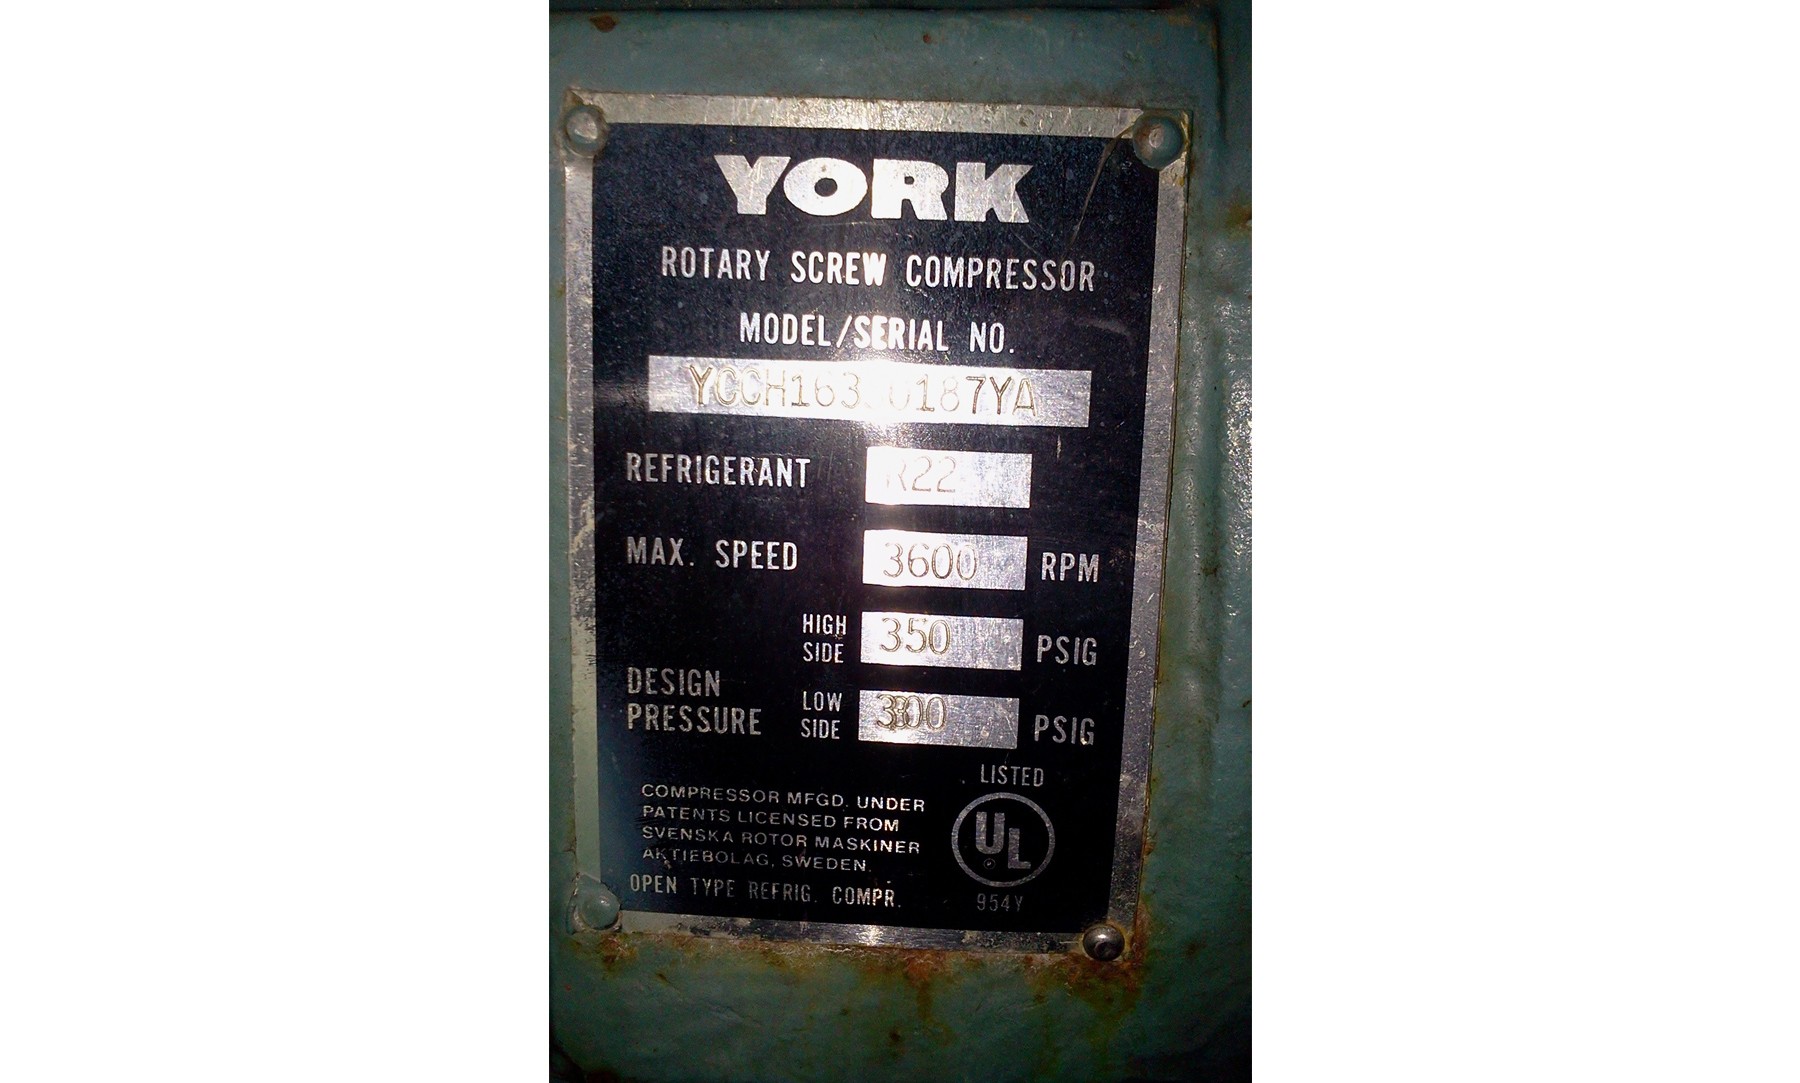 YORK
ROTARY SCREW COMPRESSOR
MODEL/SERIAL NO.
REFRIGERANT R22
MAX. SPEED 3600 RPM
HIGH SIDE 350 PSIG
DESIGN PRESSURE
LOW SIDE 300 PSIG
LISTED
UL
954Y
COMPRESSOR MFGD. UNDER
PATENTS LICENSED FROM
SVENSKA ROTOR MASKINER
AKTIEBOLAG, SWEDEN.
OPEN TYPE REFRIG. COMPR.